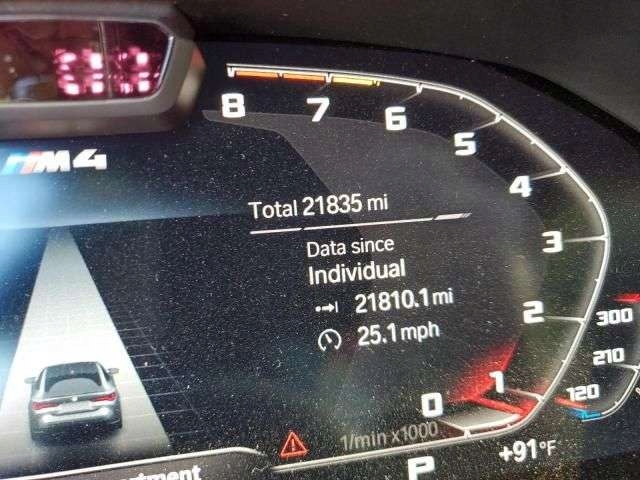 8
7
6
5
M4
4
Total 21835 mi
3
Data since
Individual
21810.1 mi
2
300
25.1 mph
210
1
120
0
1/min x1000
+91°F
P